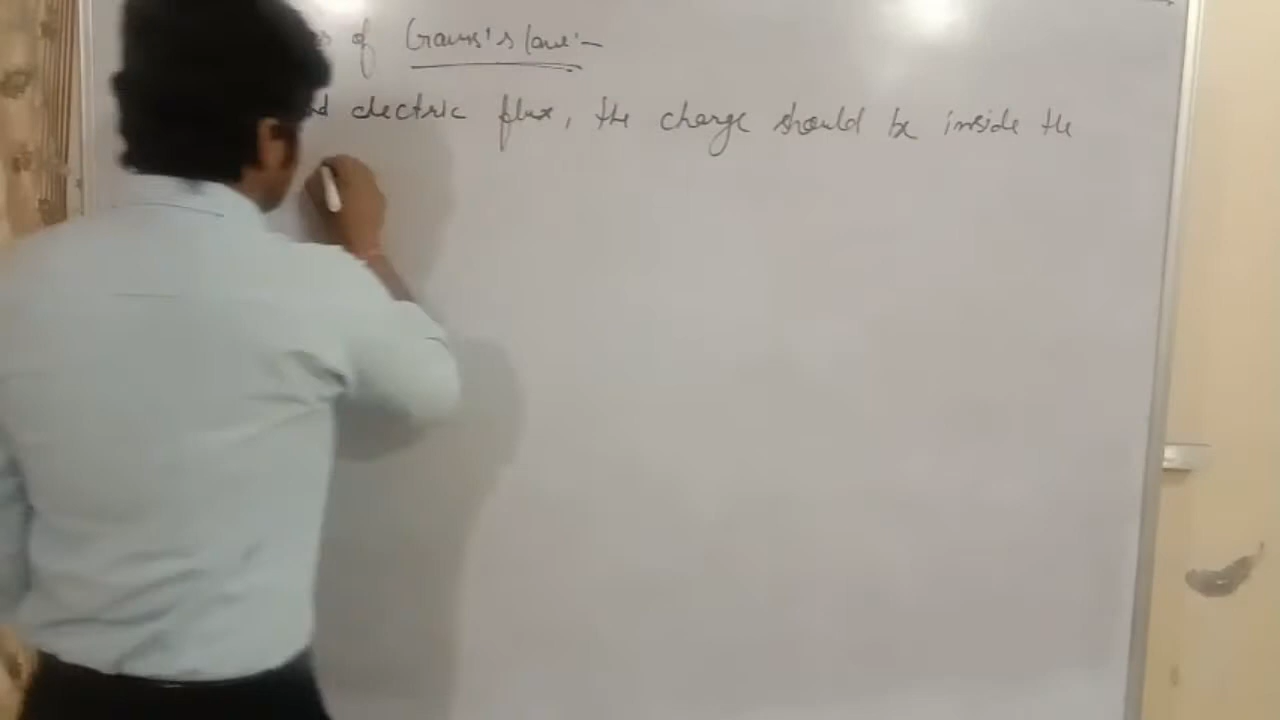 of Gauss's law:-
electric flux, the charge should be inside the